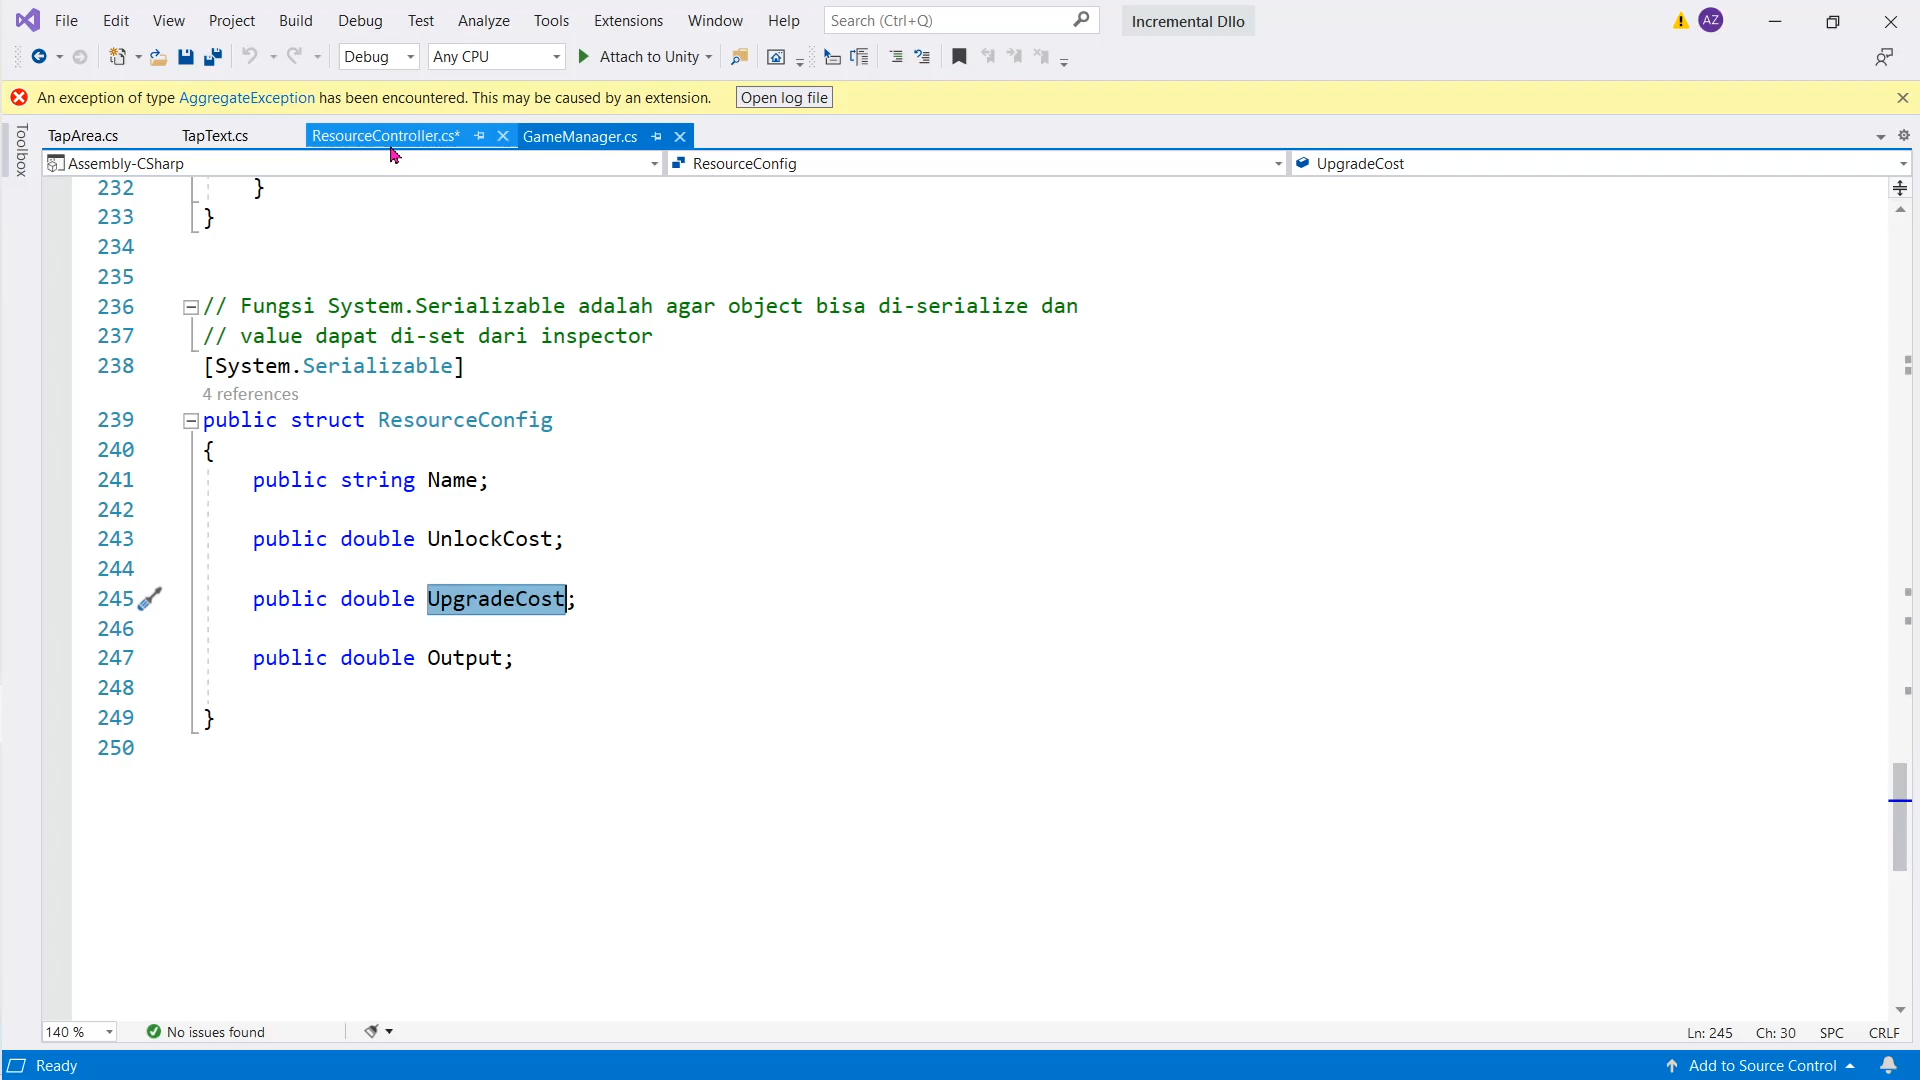 File Edit View Project Build Debug Test Analyze Tools Extensions Window Help Search (Ctrl+Q) Incremental Dllo AZ
Debug Any CPU Attach to Unity
An exception of type AggregateException has been encountered. This may be caused by an extension. Open log file
Toolbox
TapArea.cs TapText.cs ResourceController.cs* GameManager.cs
Assembly-CSharp ResourceConfig UpgradeCost
232 }
233 }
234
235
236 // Fungsi System.Serializable adalah agar object bisa di-serialize dan
237 // value dapat di-set dari inspector
238 [System.Serializable]
4 references
239 public struct ResourceConfig
240 {
241 public string Name;
242
243 public double UnlockCost;
244
245 public double UpgradeCost;
246
247 public double Output;
248
249 }
250
140 % No issues found Ln: 245 Ch: 30 SPC CRLF
Ready Add to Source Control